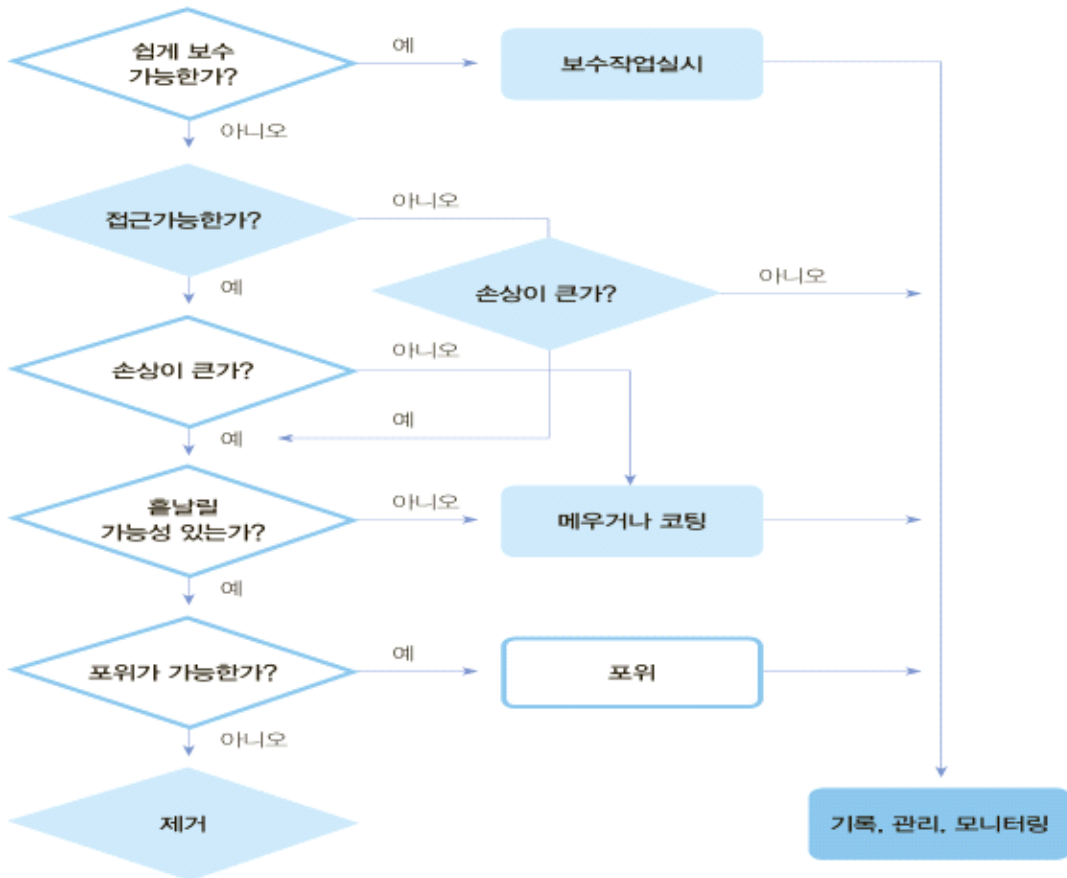 쉽게 보수
가능한가?
예
보수작업실시
아니오
접근가능한가?
아니오
예
손상이 큰가?
아니오
손상이 큰가?
아니오
예
예
흩날릴
가능성 있는가?
아니오
메우거나 코팅
예
포위가 가능한가?
예
포위
아니오
제거
기록, 관리, 모니터링